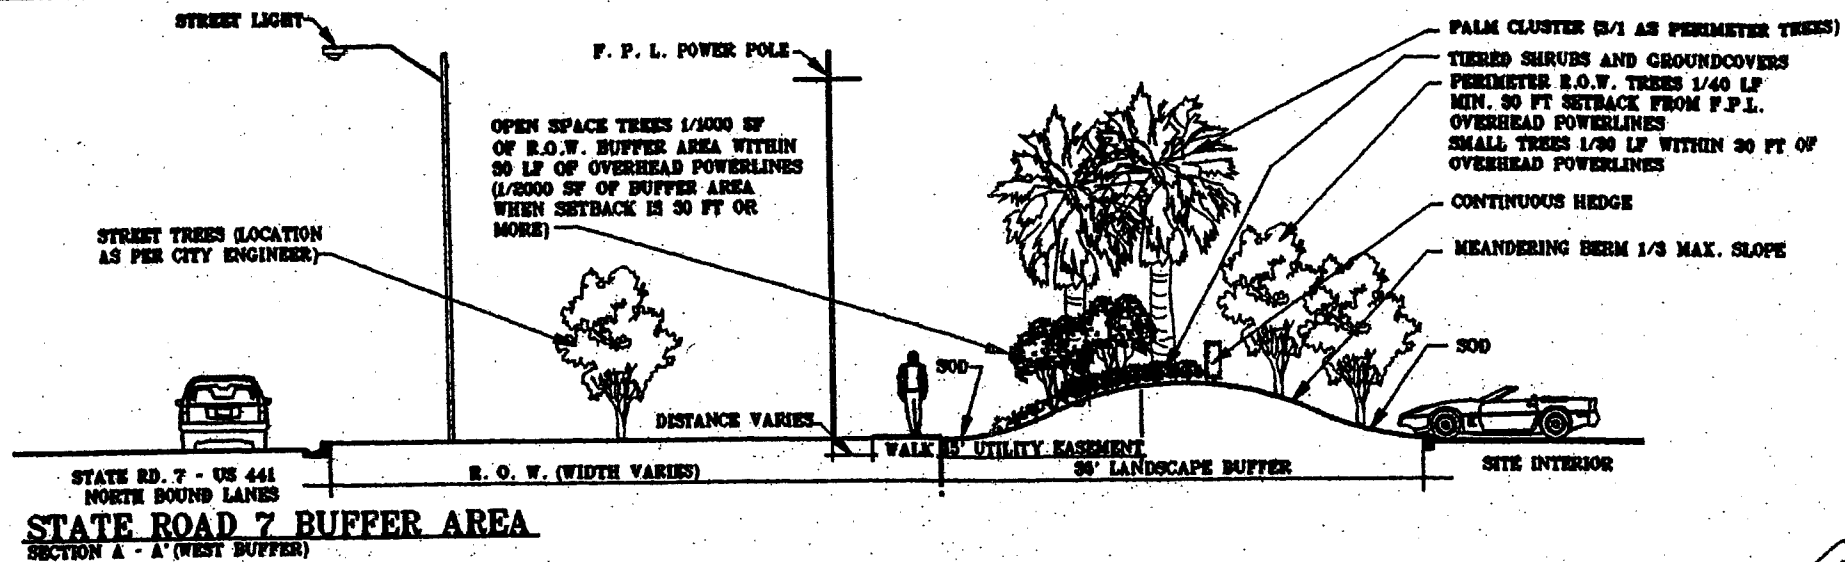 STREET LIGHT
F. P. L. POWER POLE
OPEN SPACE TREES 1/1000 SF
OF R.O.W. BUFFER AREA WITHIN
30 LF OF OVERHEAD POWERLINES
(1/2000 SF OF BUFFER AREA
WHEN SETBACK IS 30 FT OR
MORE)
STREET TREES (LOCATION
AS PER CITY ENGINEER)
PALM CLUSTER (3/1 AS PERIMETER TREES)
TIERED SHRUBS AND GROUNDCOVERS
PERIMETER R.O.W. TREES 1/40 LF
MIN. 30 FT SETBACK FROM F.P.L.
OVERHEAD POWERLINES
SMALL TREES 1/30 LF WITHIN 30 FT OF
OVERHEAD POWERLINES
CONTINUOUS HEDGE
MEANDERING BERM 1/3 MAX. SLOPE
SOD
SOD
DISTANCE VARIES
WALK
15' UTILITY EASEMENT
LANDSCAPE BUFFER
R. O. W. (WIDTH VARIES)
SITE INTERIOR
STATE RD. 7 - US 441
NORTH BOUND LANES
STATE ROAD 7 BUFFER AREA
SECTION A - A' (WEST BUFFER)